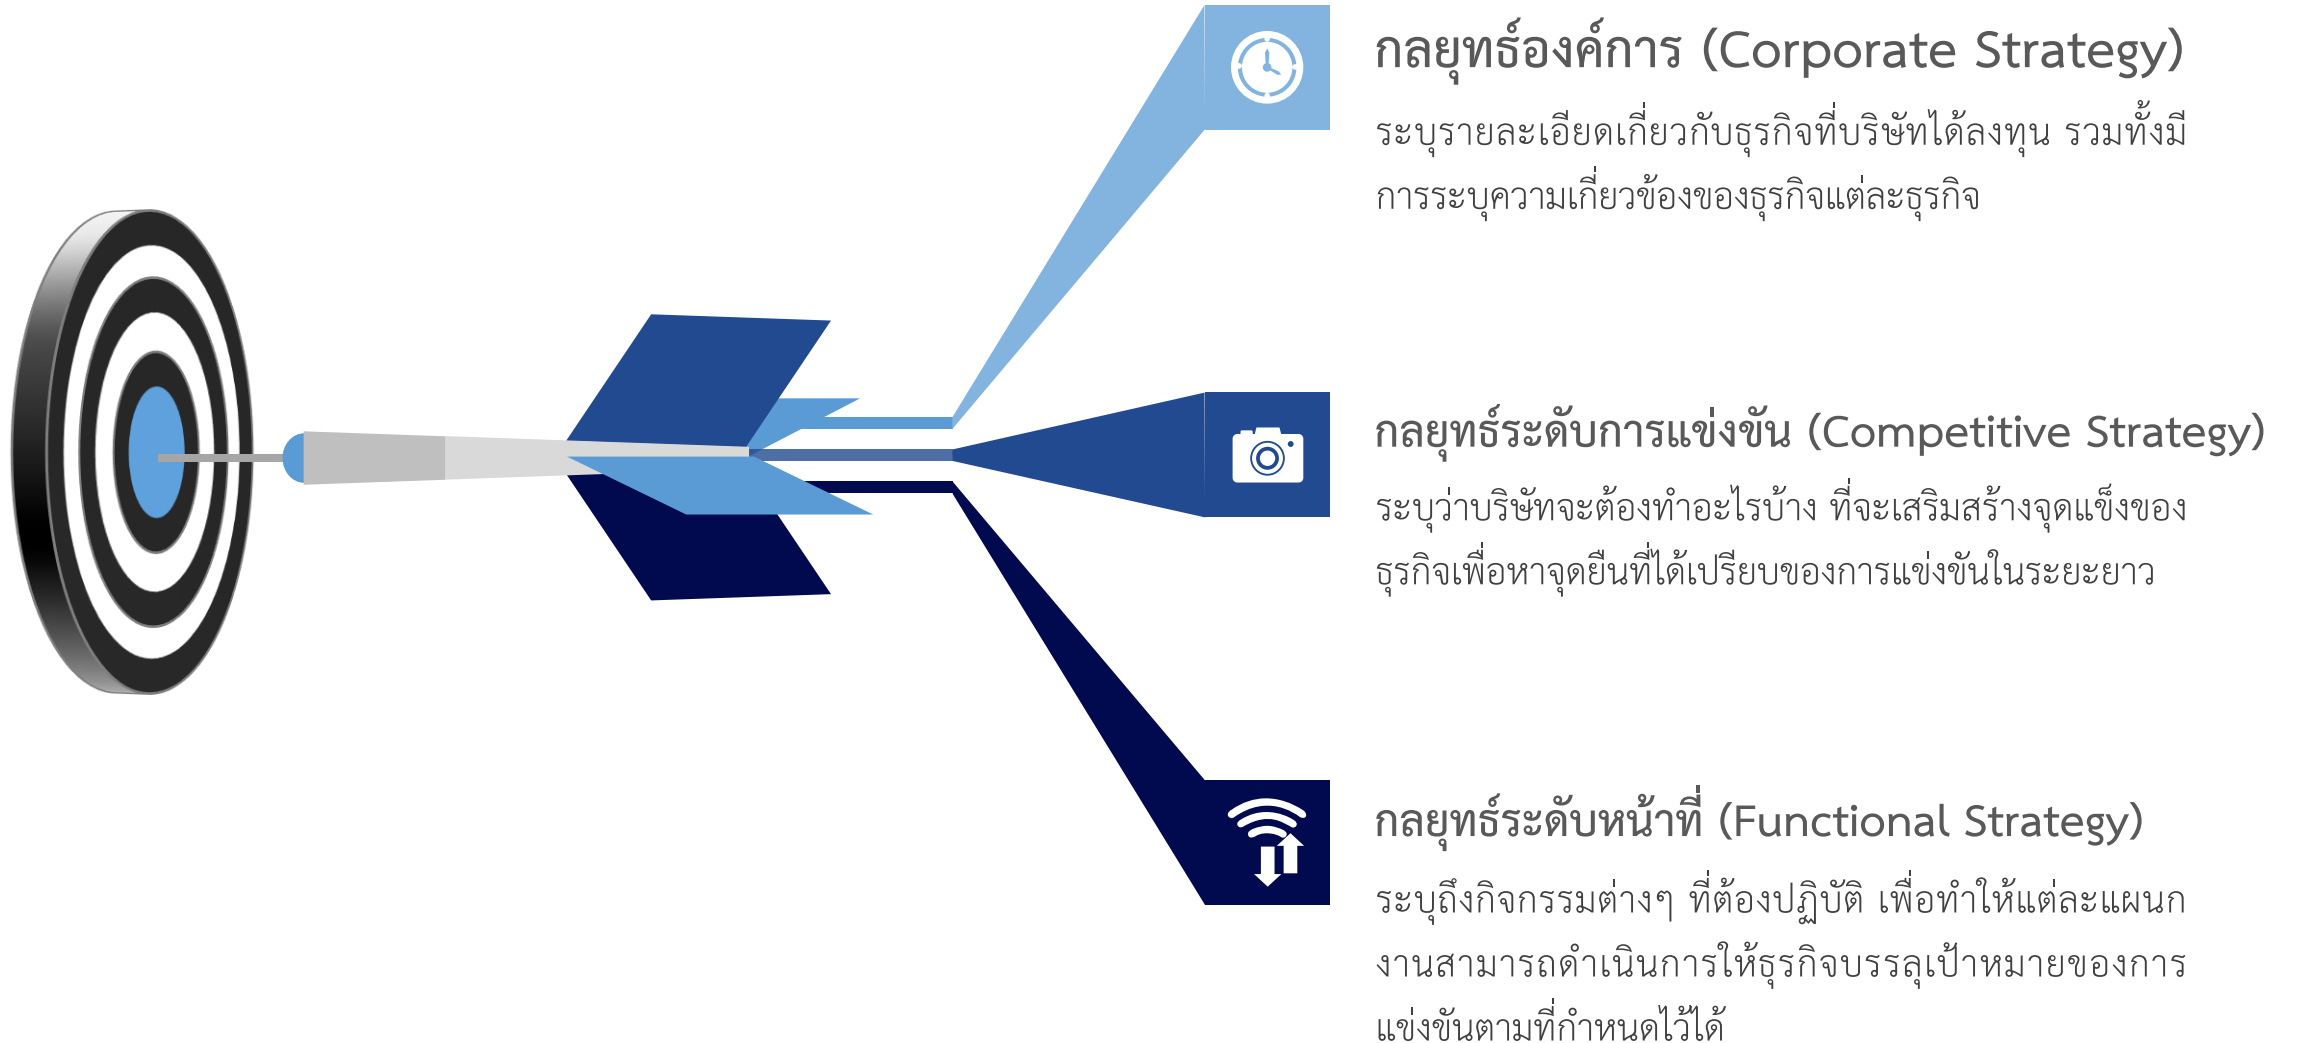 กลยุทธ์องค์การ (Corporate Strategy)
ระบุรายละเอียดเกี่ยวกับธุรกิจที่บริษัทได้ลงทุน รวมทั้งมี
การระบุความเกี่ยวข้องของธุรกิจแต่ละธุรกิจ
กลยุทธ์ระดับการแข่งขัน (Competitive Strategy)
ระบุว่าบริษัทจะต้องทำอะไรบ้าง ที่จะเสริมสร้างจุดแข็งของ
ธุรกิจเพื่อหาจุดยืนที่ได้เปรียบของการแข่งขันในระยะยาว
กลยุทธ์ระดับหน้าที่ (Functional Strategy)
ระบุถึงกิจกรรมต่างๆ ที่ต้องปฏิบัติ เพื่อทำให้แต่ละแผนก
งานสามารถดำเนินการให้ธุรกิจบรรลุเป้าหมายของการ
แข่งขันตามที่กำหนดไว้ได้